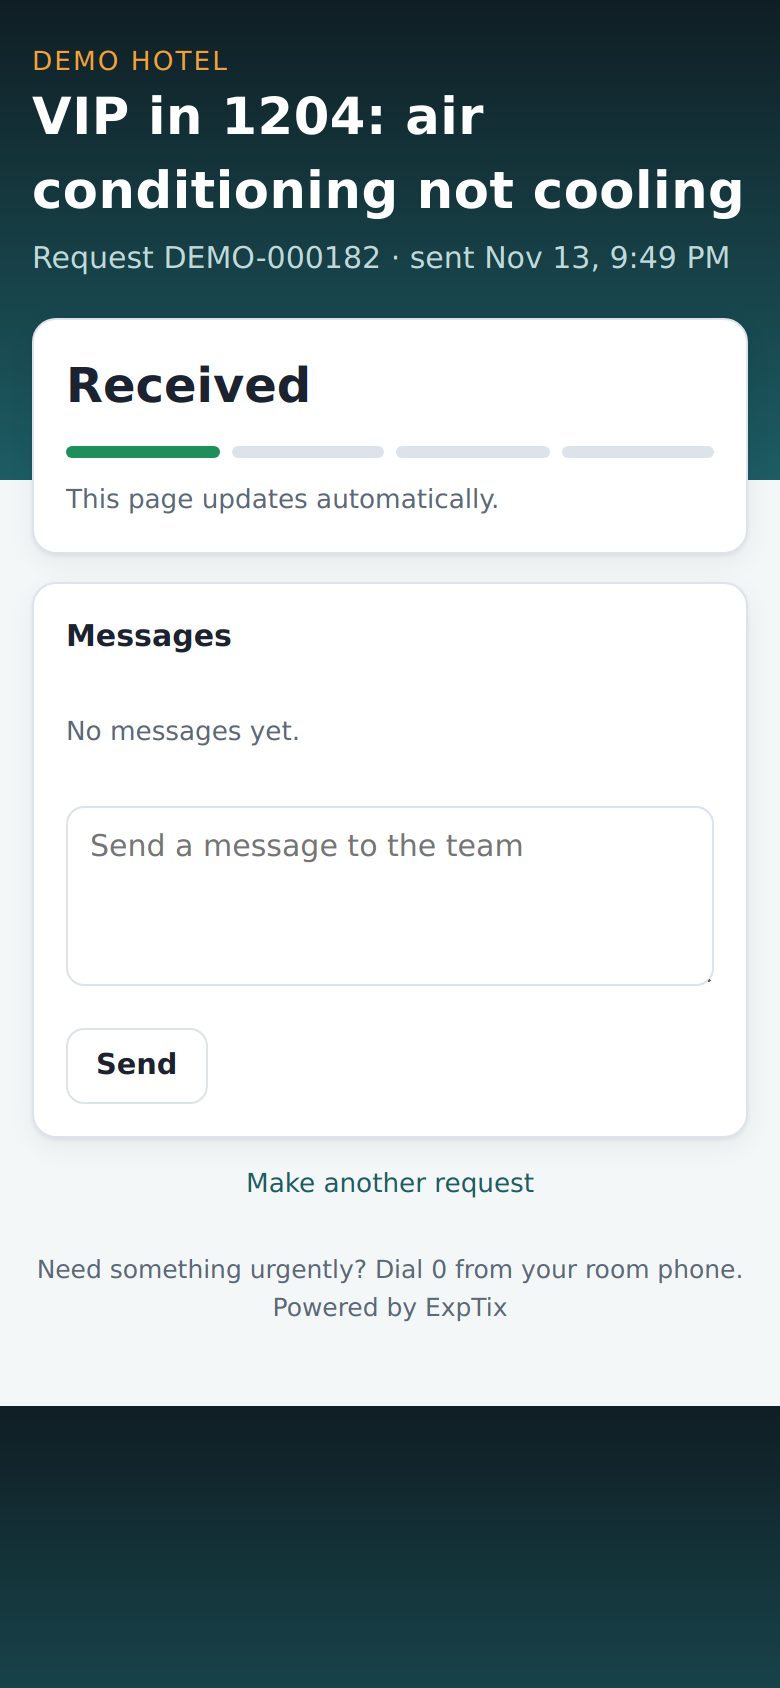 DEMO HOTEL
VIP in 1204: air
conditioning not cooling
Request DEMO-000182 · sent Nov 13, 9:49 PM
Received
This page updates automatically.
Messages
No messages yet.
Send a message to the team
Send
Make another request
Need something urgently? Dial 0 from your room phone.
Powered by ExpTix